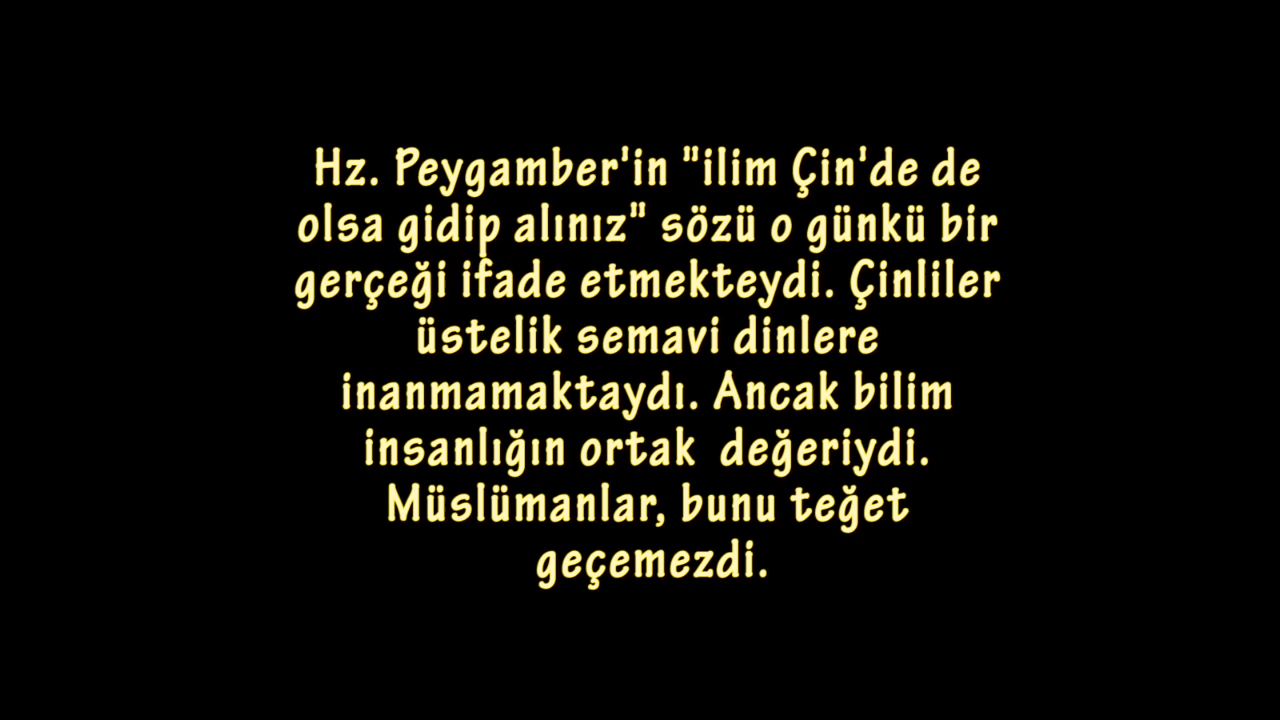 Hz. Peygamber'in "ilim Çin'de de
olsa gidip alınız" sözü o günkü bir
gerçeği ifade etmekteydi. Çinliler
üstelik semavi dinlere
inanmamaktaydı. Ancak bilim
insanlığın ortak değeriydi.
Müslümanlar, bunu teğet
geçemezdi.